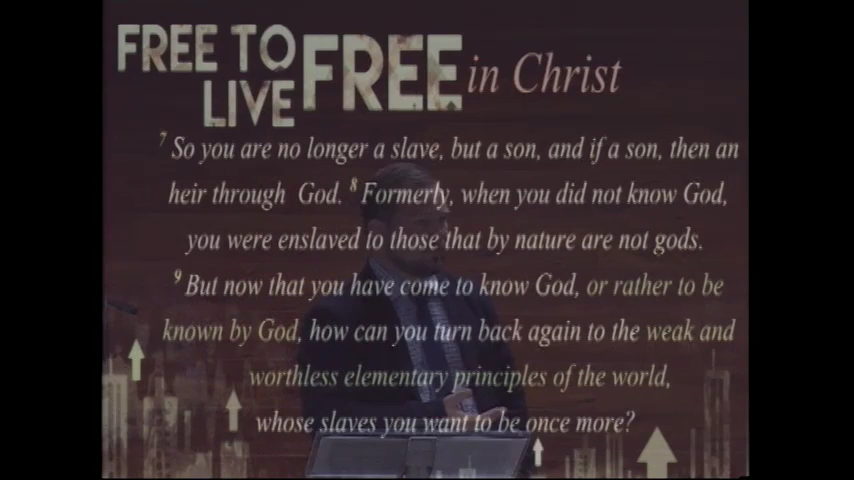 FREE TO LIVE FREE in Christ
7 So you are no longer a slave, but a son, and if a son, then an
heir through God. 8 Formerly, when you did not know God,
you were enslaved to those that by nature are not gods.
9 But now that you have come to know God, or rather to be
known by God, how can you turn back again to the weak and
worthless elementary principles of the world,
whose slaves you want to be once more?